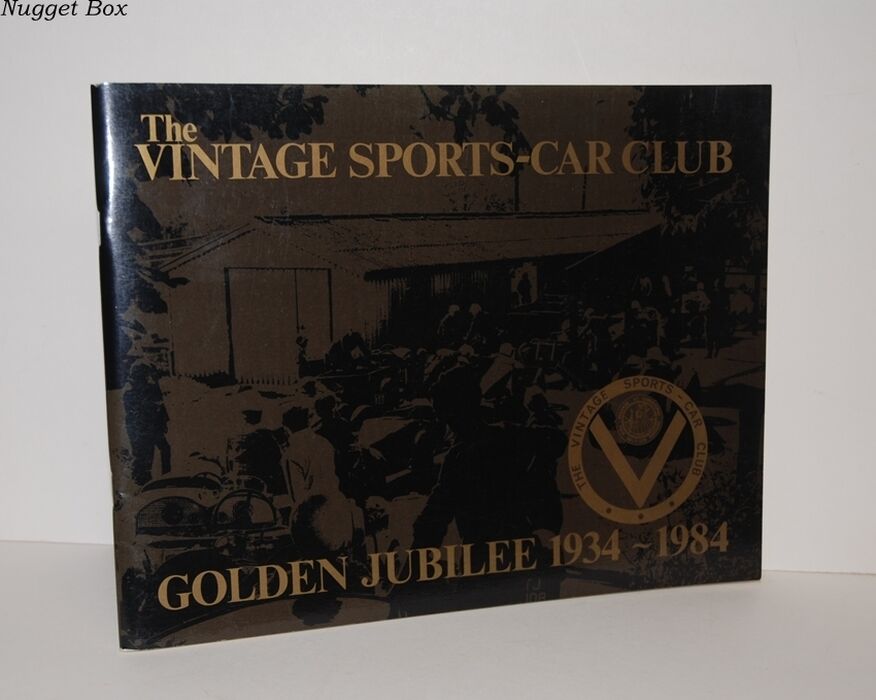 Nugget Box
The
VINTAGE SPORTS-CAR CLUB
THE VINTAGE SPORTS-CAR CLUB
V
GOLDEN JUBILEE 1934~1984